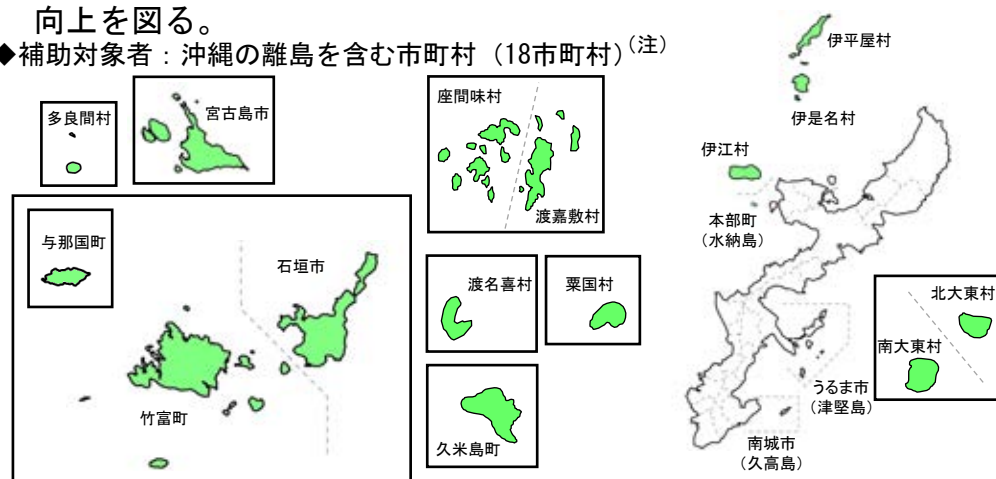 向上を図る。
◆補助対象者：沖縄の離島を含む市町村（18市町村）(注)
多良間村
宮古島市
座間味村
渡嘉敷村
伊平屋村
伊是名村
伊江村
本部町
（水納島）
与那国町
石垣市
竹富町
渡名喜村
粟国村
久米島町
北大東村
南大東村
うるま市
（津堅島）
南城市
（久高島）